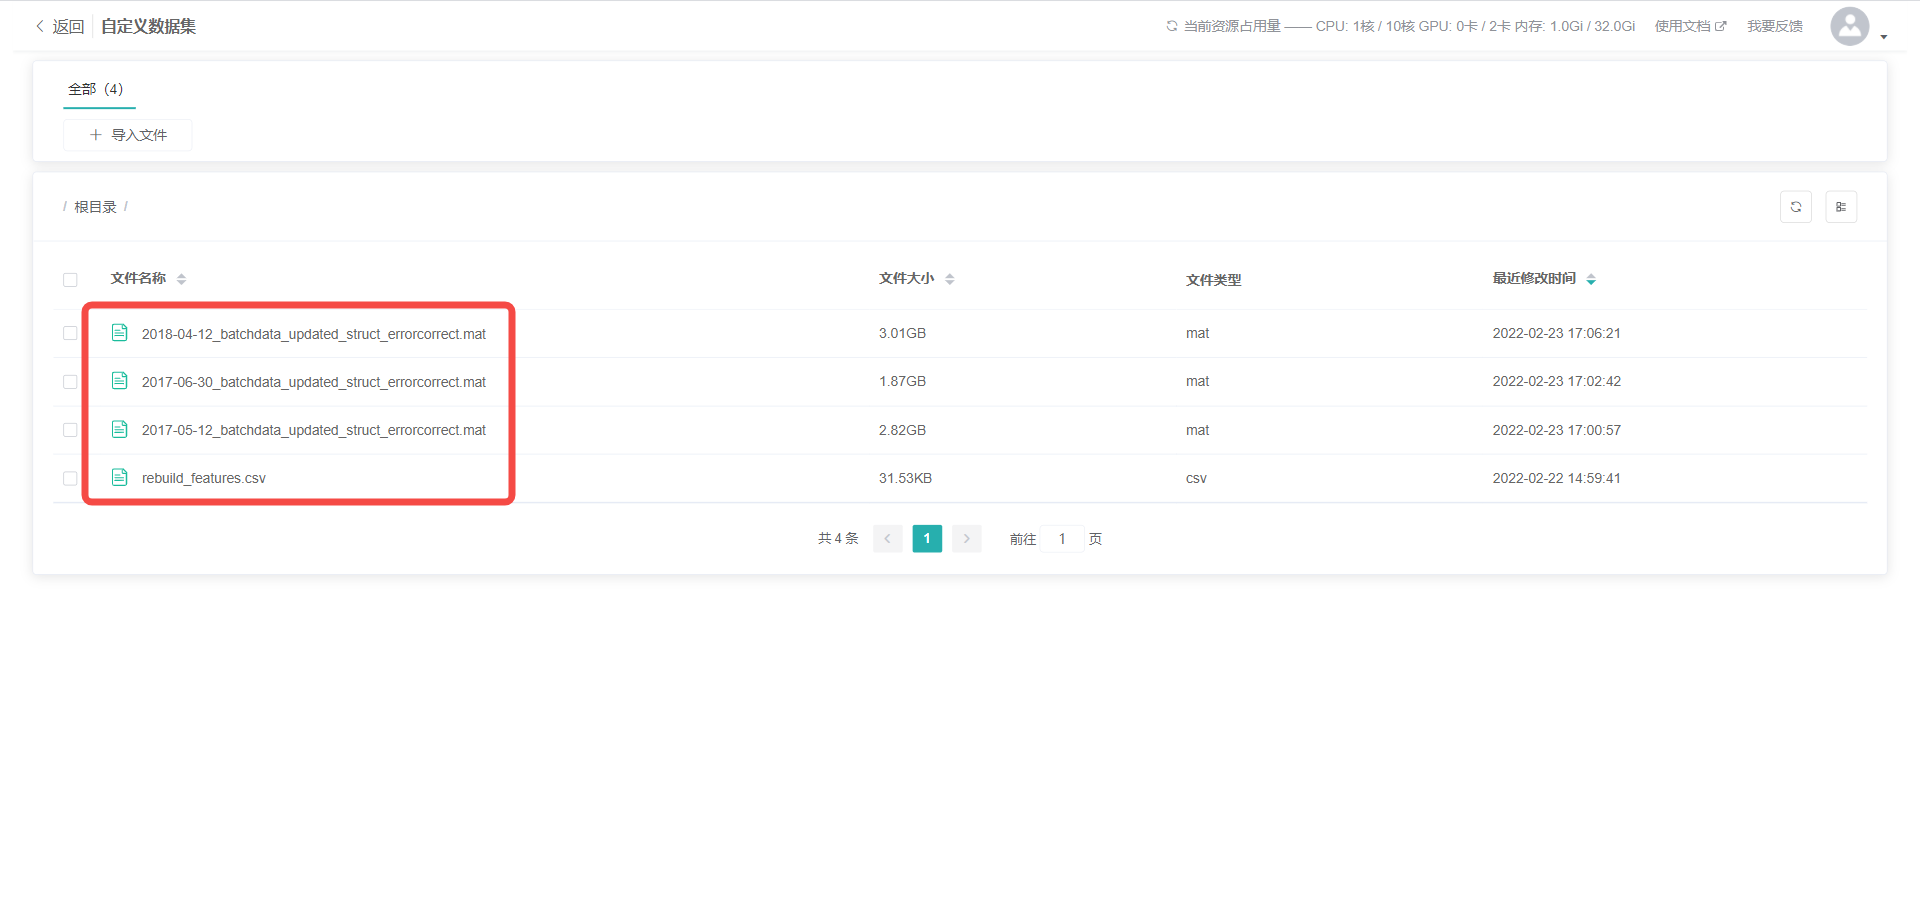 返回 自定义数据集 当前资源占用量 —— CPU: 1核 / 10核 GPU: 0卡 / 2卡 内存: 1.0Gi / 32.0Gi 使用文档 我要反馈
全部（4）
+ 导入文件
/ 根目录 /
文件名称 文件大小 文件类型 最近修改时间
2018-04-12_batchdata_updated_struct_errorcorrect.mat 3.01GB mat 2022-02-23 17:06:21
2017-06-30_batchdata_updated_struct_errorcorrect.mat 1.87GB mat 2022-02-23 17:02:42
2017-05-12_batchdata_updated_struct_errorcorrect.mat 2.82GB mat 2022-02-23 17:00:57
rebuild_features.csv 31.53KB csv 2022-02-22 14:59:41
共 4 条 < 1 > 前往 1 页